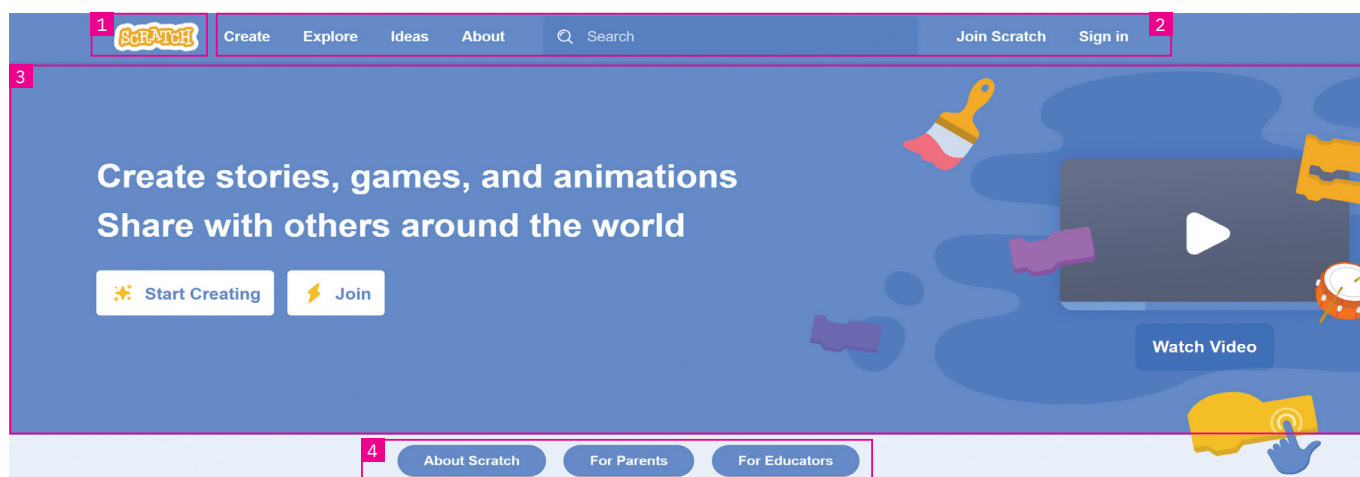 1 SCRATCH Create Explore Ideas About Search Join Scratch Sign in 2
3
Create stories, games, and animations
Share with others around the world
Start Creating Join
Watch Video
4 About Scratch For Parents For Educators